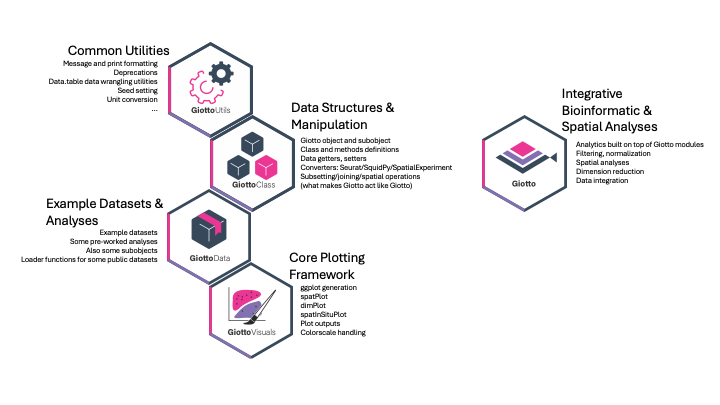 Common Utilities
Message and print formatting
Deprecations
Data.table data wrangling utilities
Seed setting
Unit conversion
...
GiottoUtils
Data Structures &
Manipulation
Giotto object and subobject
Class and methods definitions
Data getters, setters
Converters: Seurat/SquidPy/SpatialExperiment
Subsetting/joining/spatial operations
(what makes Giotto act like Giotto)
GiottoClass
Example Datasets &
Analyses
Example datasets
Some pre-worked analyses
Also some subobjects
Loader functions for some public datasets
GiottoData
Core Plotting
Framework
ggplot generation
spatPlot
dimPlot
spatInSituPlot
Plot outputs
Colorscale handling
GiottoVisuals
Integrative
Bioinformatic &
Spatial Analyses
Analytics built on top of Giotto modules
Filtering, normalization
Spatial analyses
Dimension reduction
Data integration
Giotto